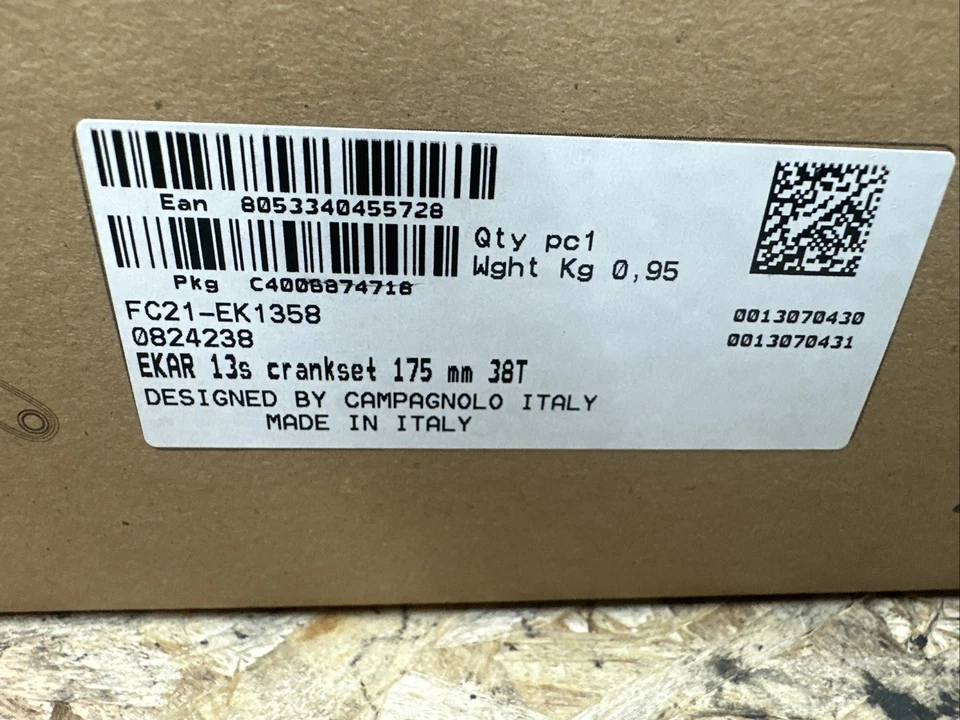 Ean 8053340455728
Qty pc1
Wght Kg 0,95
Pkg C4006874718
FC21-EK1358
0824238
EKAR 13s crankset 175 mm 38T
DESIGNED BY CAMPAGNOLO ITALY
MADE IN ITALY
0013070430
0013070431